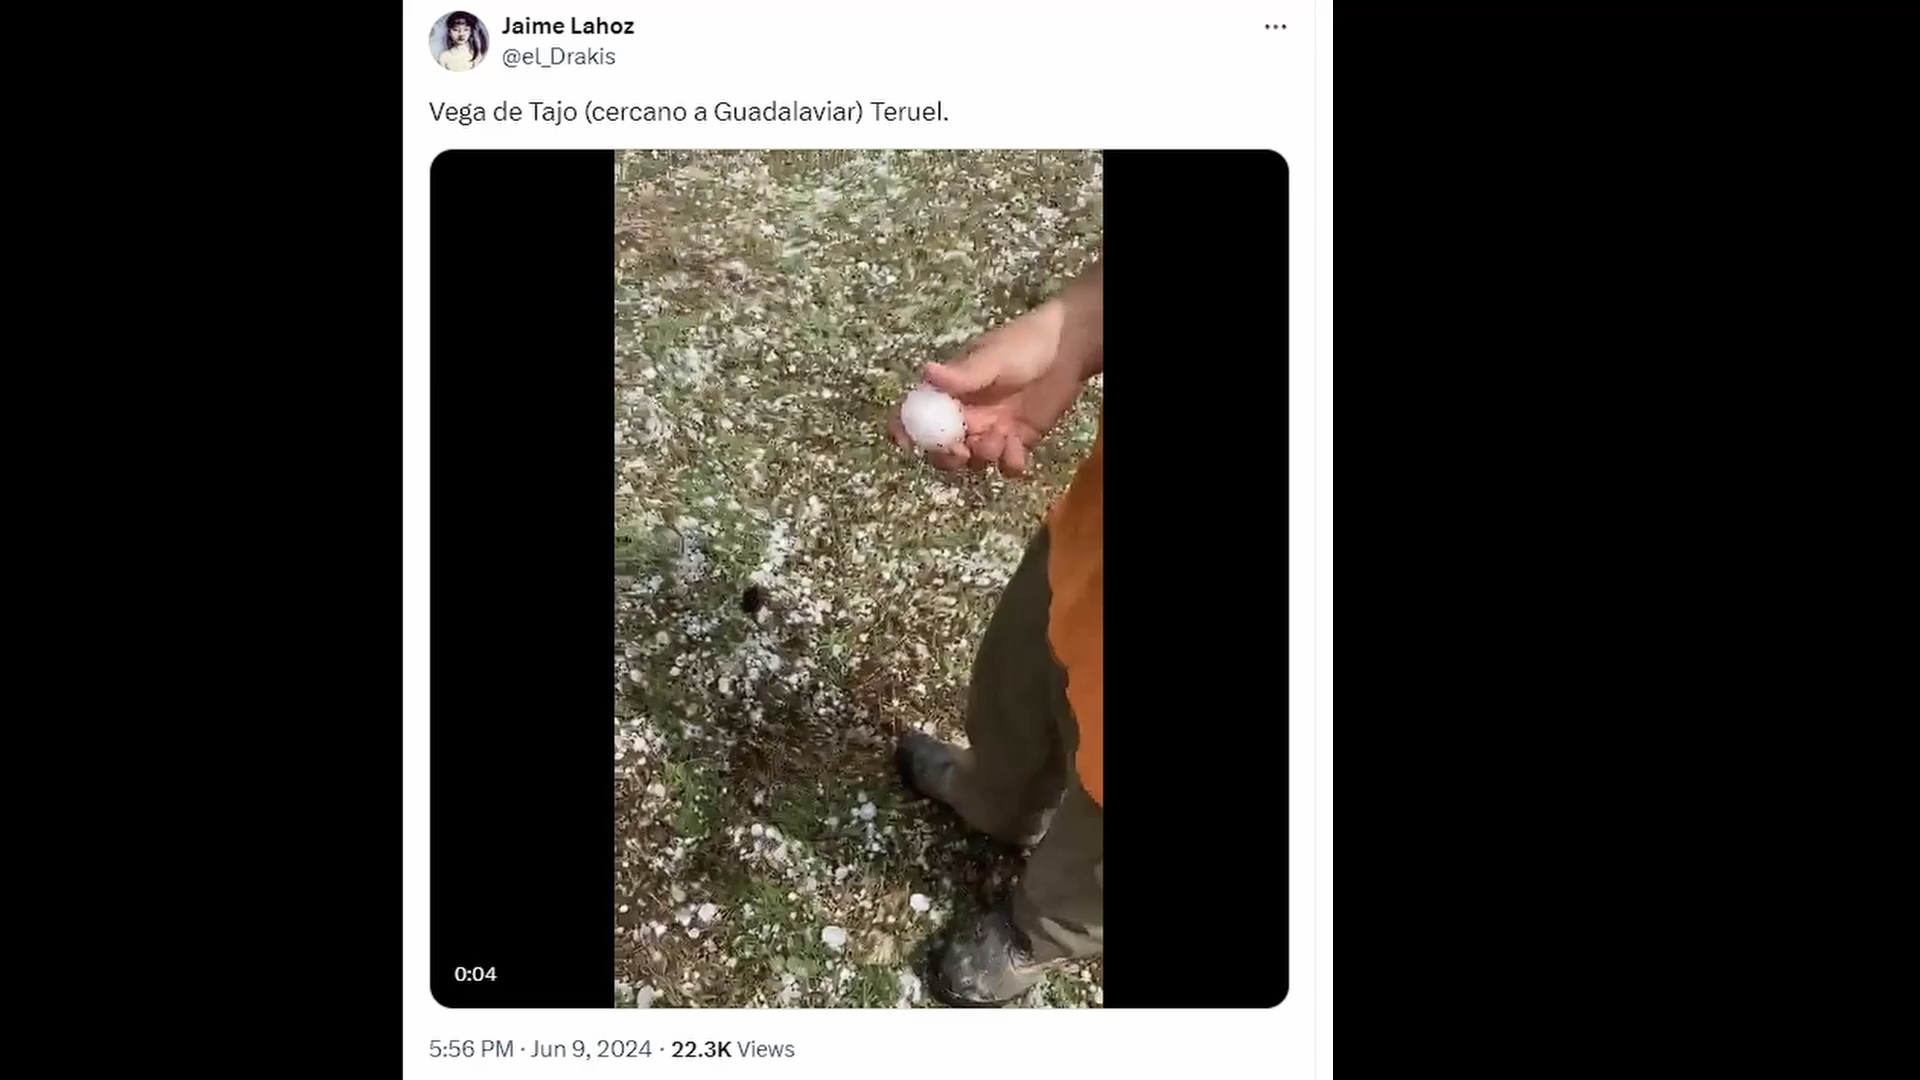 Jaime Lahoz
@el_Drakis
Vega de Tajo (cercano a Guadalaviar) Teruel.
0:04
5:56 PM · Jun 9, 2024 · 22.3K Views